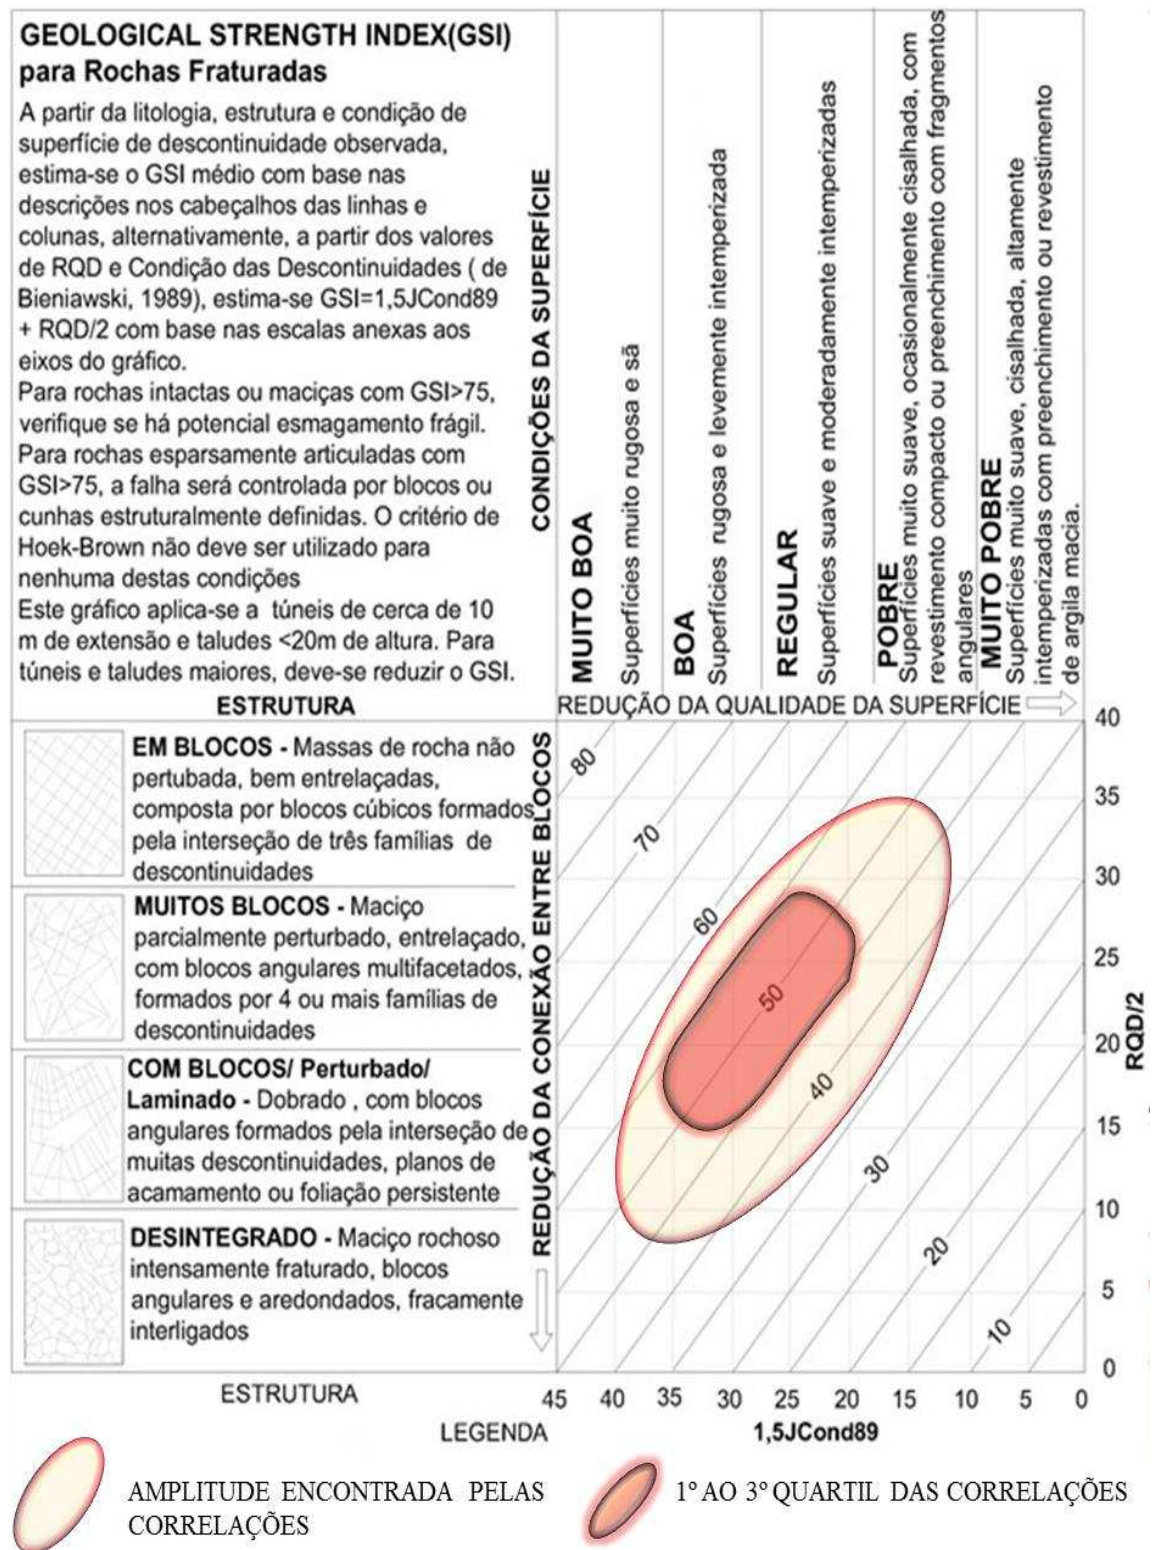 GEOLOGICAL STRENGTH INDEX(GSI)
para Rochas Fraturadas
A partir da litologia, estrutura e condição de
superfície de descontinuidade observada,
estima-se o GSI médio com base nas
descrições nos cabeçalhos das linhas e
colunas, alternativamente, a partir dos valores
de RQD e Condição das Descontinuidades ( de
Bieniawski, 1989), estima-se GSI=1,5JCond89
+ RQD/2 com base nas escalas anexas aos
eixos do gráfico.
Para rochas intactas ou maciças com GSI>75,
verifique se há potencial esmagamento frágil.
Para rochas esparsamente articuladas com
GSI>75, a falha será controlada por blocos ou
cunhas estruturalmente definidas. O critério de
Hoek-Brown não deve ser utilizado para
nenhuma destas condições
Este gráfico aplica-se a túneis de cerca de 10
m de extensão e taludes <20m de altura. Para
túneis e taludes maiores, deve-se reduzir o GSI.
CONDIÇÕES DA SUPERFÍCIE
MUITO BOA
Superfícies muito rugosa e sã
BOA
Superfícies rugosa e levemente intemperizada
REGULAR
Superfícies suave e moderadamente intemperizadas
POBRE
Superfícies muito suave, ocasionalmente cisalhada, com
revestimento compacto ou preenchimento com fragmentos
angulares
MUITO POBRE
Superfícies muito suave, cisalhada, altamente
intemperizadas com preenchimento ou revestimento
de argila macia.
ESTRUTURA
REDUÇÃO DA QUALIDADE DA SUPERFÍCIE
EM BLOCOS - Massas de rocha não
pertubada, bem entrelaçadas,
composta por blocos cúbicos formados
pela interseção de três famílias de
descontinuidades
MUITOS BLOCOS - Maciço
parcialmente perturbado, entrelaçado,
com blocos angulares multifacetados,
formados por 4 ou mais famílias de
descontinuidades
COM BLOCOS/ Perturbado/
Laminado - Dobrado , com blocos
angulares formados pela interseção de
muitas descontinuidades, planos de
acamamento ou foliação persistente
DESINTEGRADO - Maciço rochoso
intensamente fraturado, blocos
angulares e aredondados, fracamente
interligados
REDUÇÃO DA CONEXÃO ENTRE BLOCOS
80
70
60
50
40
30
20
10
40
35
30
25
20
15
10
5
0
RQD/2
ESTRUTURA
45 40 35 30 25 20 15 10 5 0
LEGENDA
1,5JCond89
AMPLITUDE ENCONTRADA PELAS
CORRELAÇÕES
1º AO 3º QUARTIL DAS CORRELAÇÕES